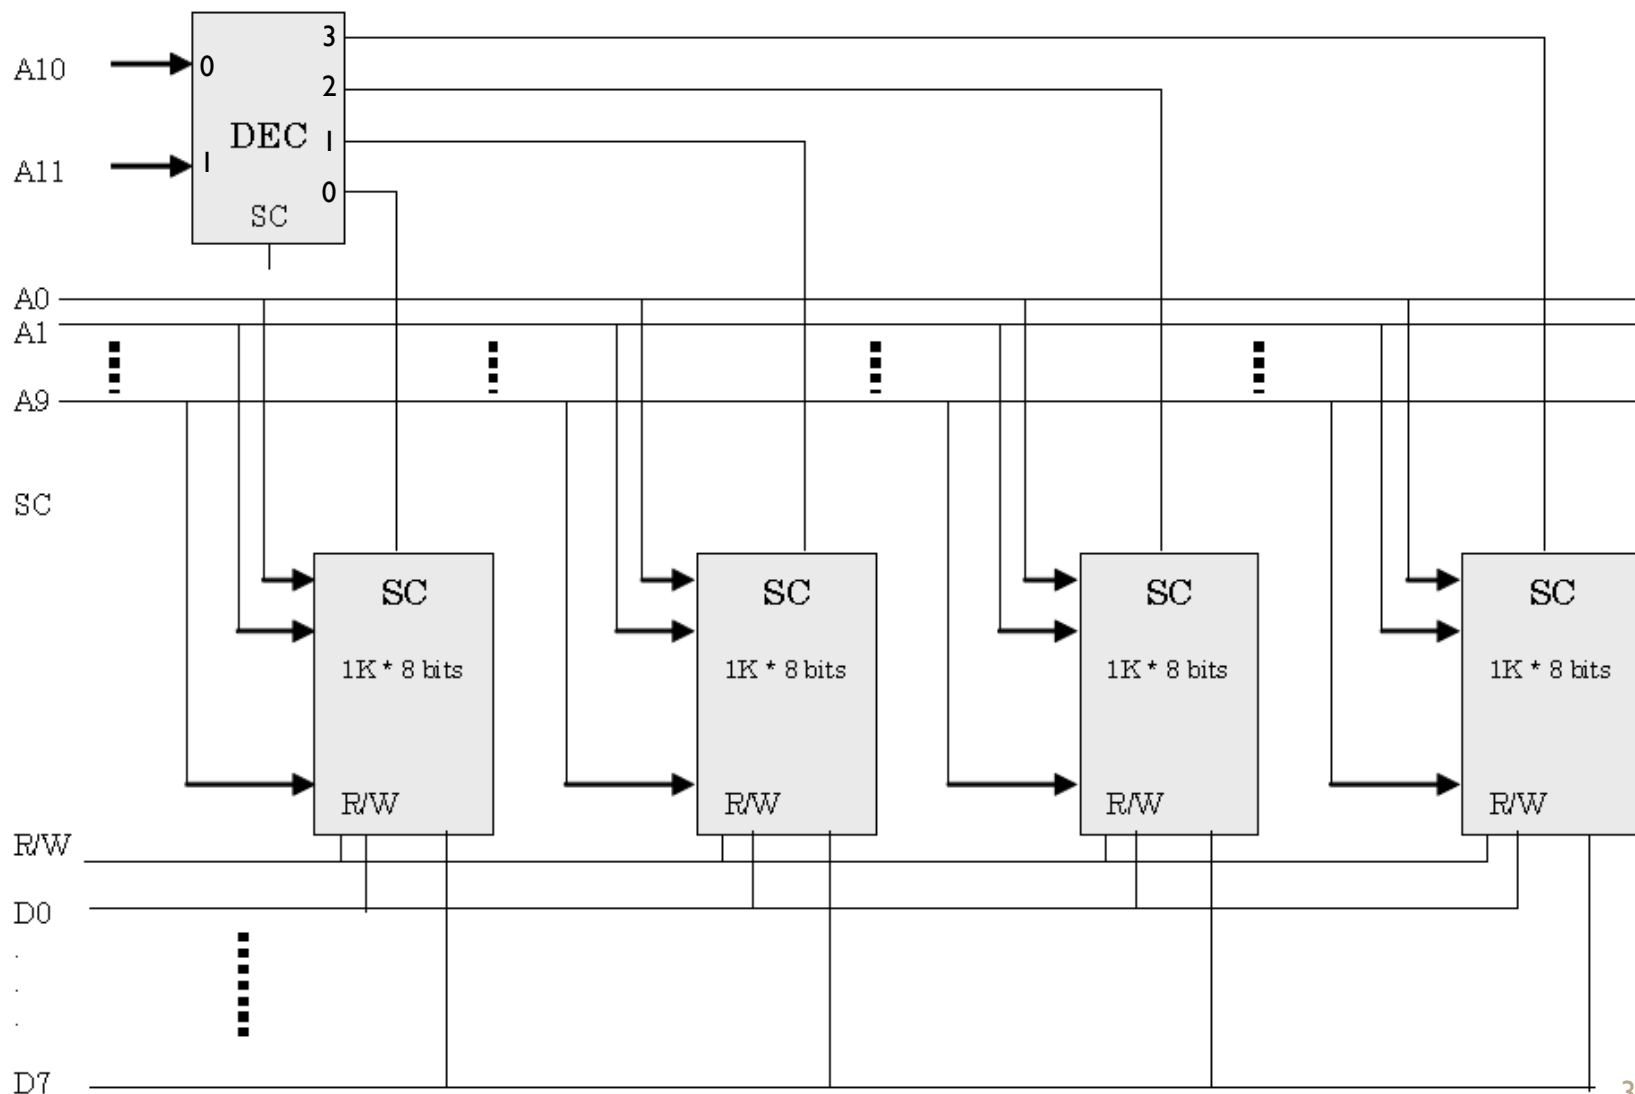 3
A10 0
2
DEC 1
A11 1
0
SC
A0
A1
A9
SC
SC SC SC SC
1K * 8 bits 1K * 8 bits 1K * 8 bits 1K * 8 bits
R/W R/W R/W R/W
R/W
D0
.
.
.
D7
3